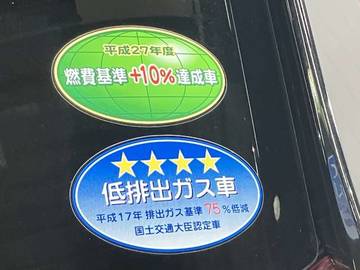 平成27年度
燃費基準+10%達成車
★★★★
低排出ガス車
平成17年 排出ガス基準 75%低減
国土交通大臣認定車